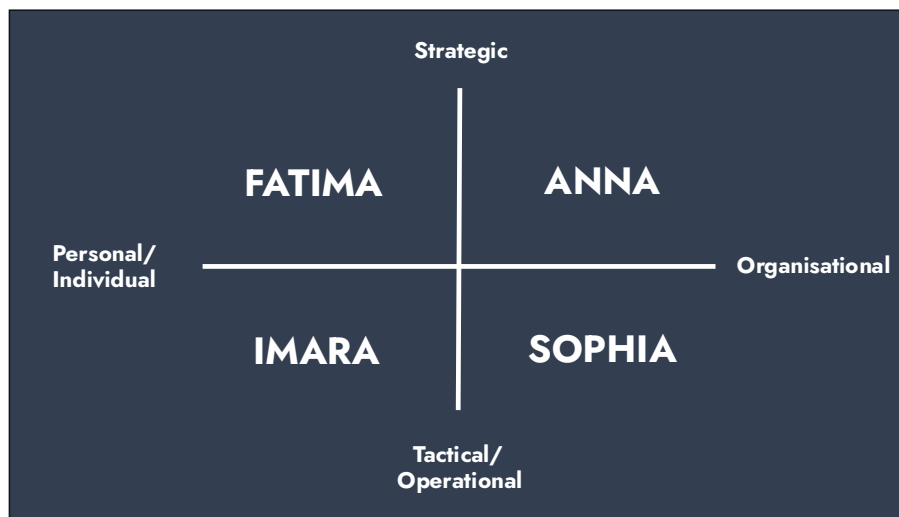 Strategic
FATIMA ANNA
Personal/
Individual
Organisational
IMARA SOPHIA
Tactical/
Operational